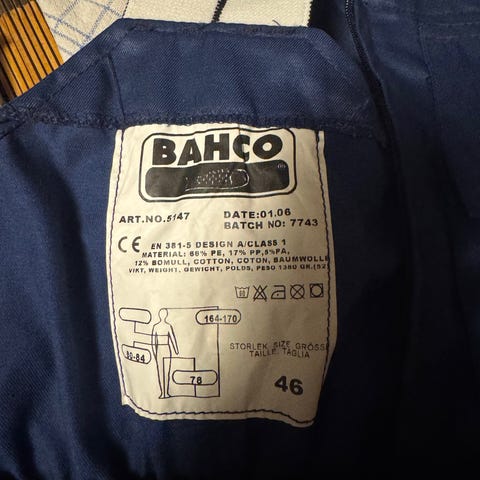 BAHCO
ART.NO.5147
DATE:01.06
BATCH NO: 7743
CE EN 381-5 DESIGN A/CLASS 1
MATERIAL: 66% PE, 17% PP,5%PA,
12% BOMULL, COTTON, COTON, BAUMWOLLE
VIKT, WEIGHT, GEWICHT, POLDS, PESO 1380 GR.(52)
164-170
80-84
78
STORLEK SIZE GRÖSSE
TAILLE TAGLIA
46